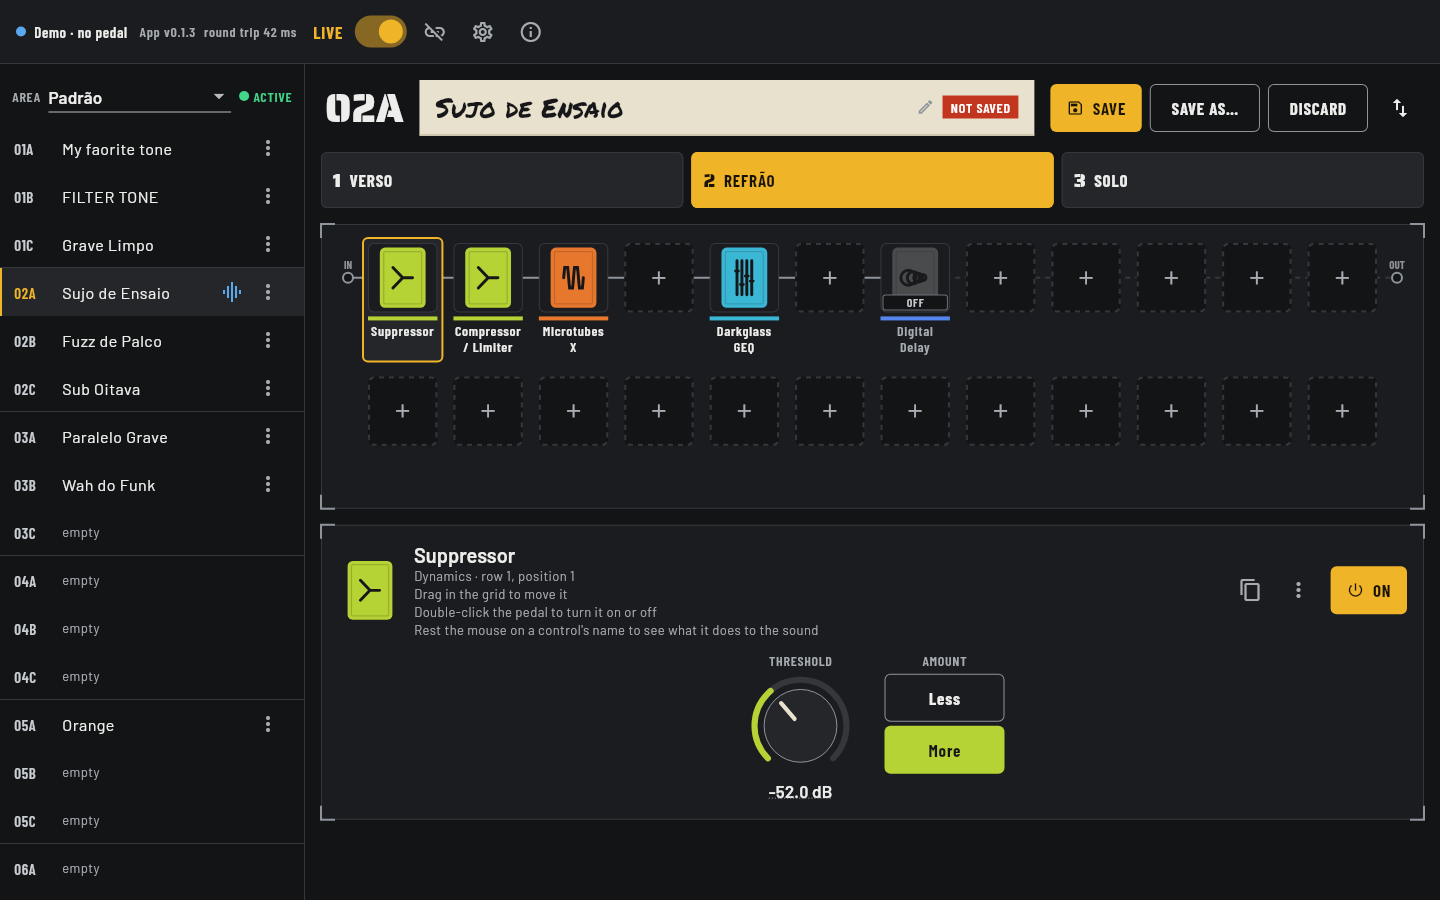 Demo · no pedal App v0.1.3 round trip 42 ms LIVE
AREA Padrão ACTIVE
01A My faorite tone
01B FILTER TONE
01C Grave Limpo
02A Sujo de Ensaio
02B Fuzz de Palco
02C Sub Oitava
03A Paralelo Grave
03B Wah do Funk
03C empty
04A empty
04B empty
04C empty
05A Orange
05B empty
05C empty
06A empty
02A Sujo de Ensaio NOT SAVED SAVE SAVE AS... DISCARD
1 VERSO 2 REFRÃO 3 SOLO
IN OUT
OFF
Suppressor
Compressor
/ Limiter
Microtubes
X
Darkglass
GEQ
Digital
Delay
Suppressor
Dynamics · row 1, position 1
Drag in the grid to move it
Double-click the pedal to turn it on or off
Rest the mouse on a control's name to see what it does to the sound
ON
THRESHOLD
-52.0 dB
AMOUNT
Less
More